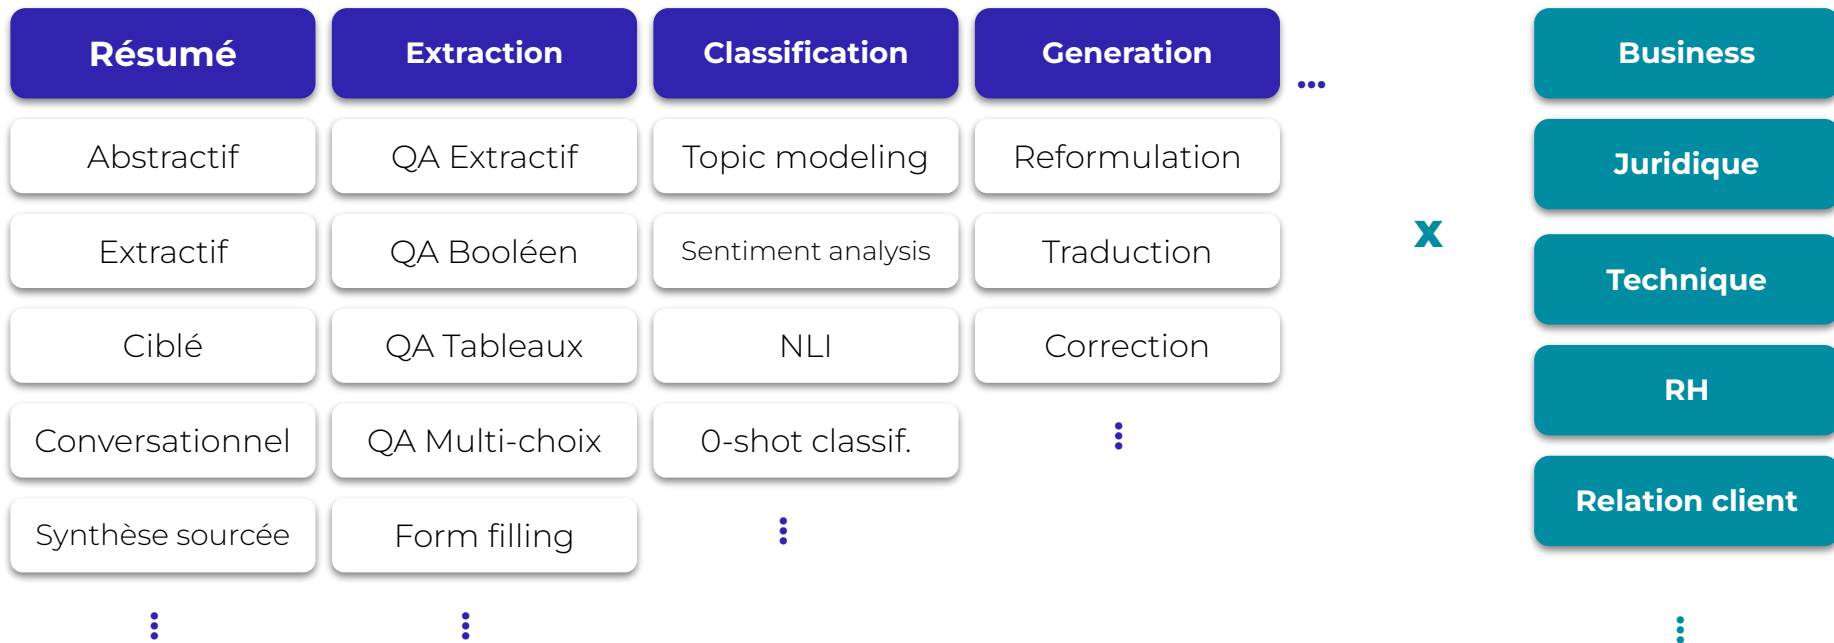 Résumé
Extraction
Classification
Generation
...
Business
Abstractif
QA Extractif
Topic modeling
Reformulation
Juridique
Extractif
QA Booléen
Sentiment analysis
Traduction
x
Technique
Ciblé
QA Tableaux
NLI
Correction
RH
Conversationnel
QA Multi-choix
0-shot classif.
Relation client
Synthèse sourcée
Form filling